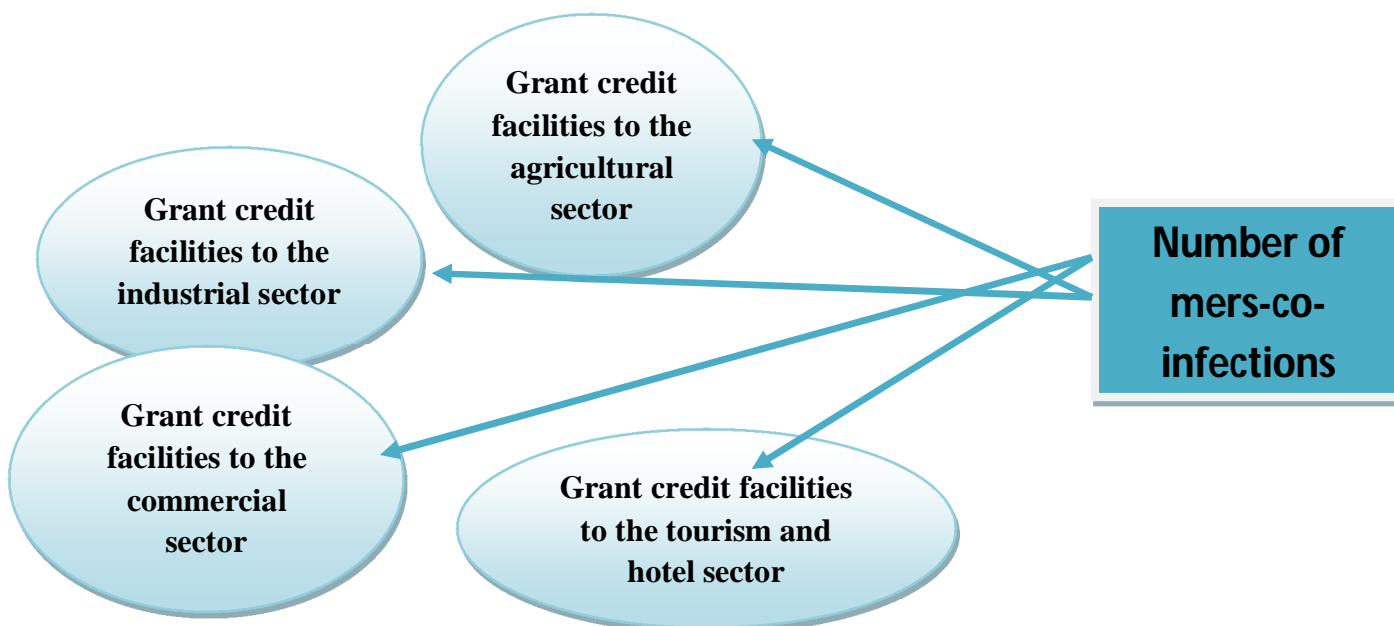 Grant credit
facilities to the
agricultural
sector
Grant credit
facilities to the
industrial sector
Number of
mers-co-
infections
Grant credit
facilities to the
commercial
sector
Grant credit facilities
to the tourism and
hotel sector